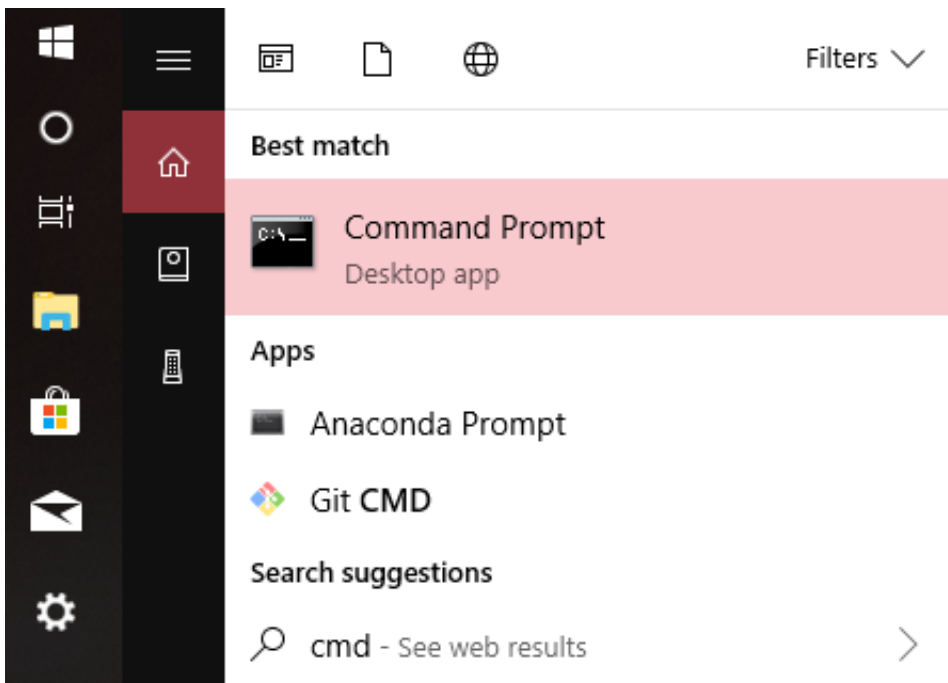 Filters
Best match
C:\_
Command Prompt
Desktop app
Apps
Anaconda Prompt
Git CMD
Search suggestions
cmd - See web results